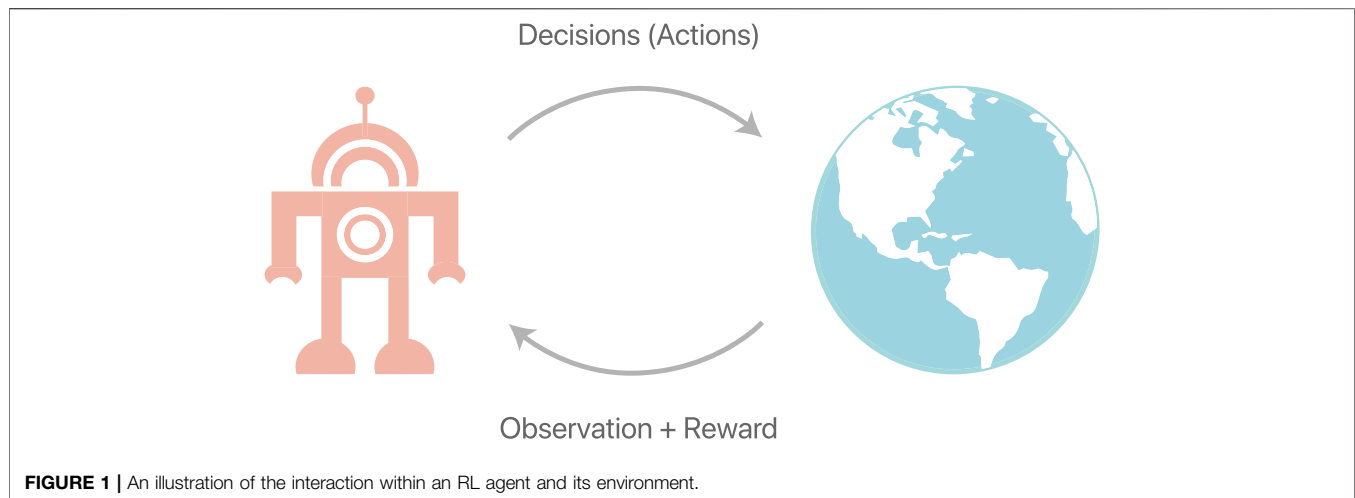 Decisions (Actions)
Observation + Reward
FIGURE 1 | An illustration of the interaction within an RL agent and its environment.